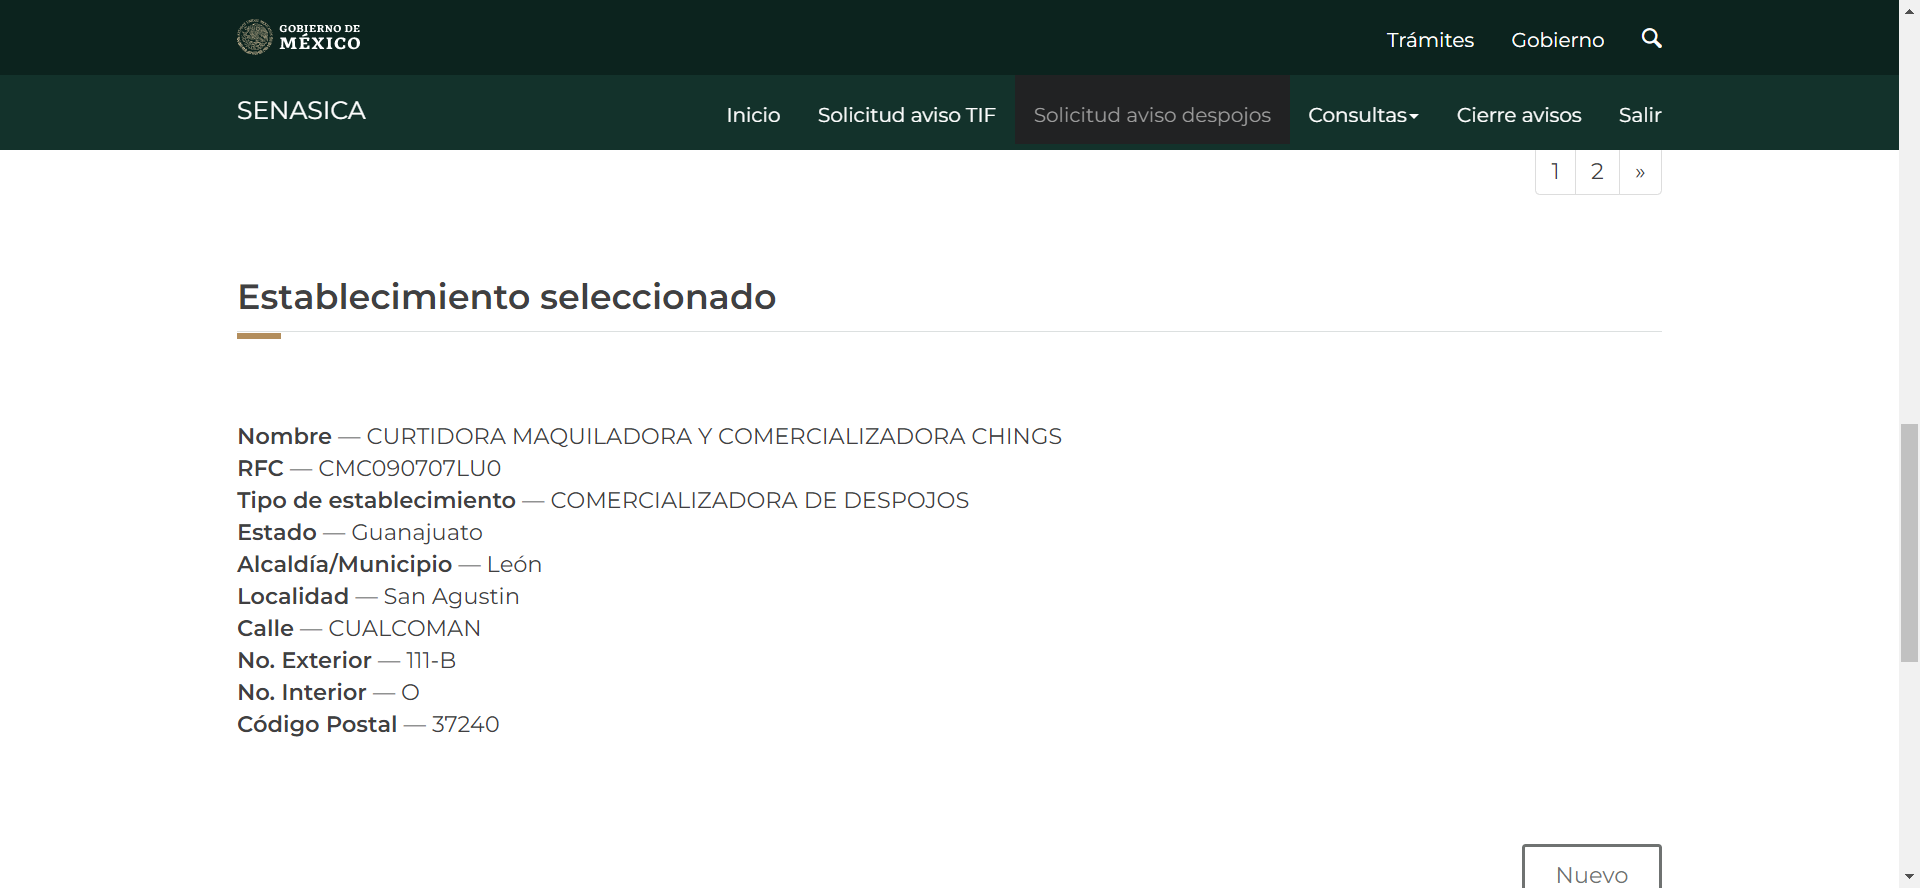 GOBIERNO DE
MÉXICO
Trámites
Gobierno
SENASICA
Inicio
Solicitud aviso TIF
Solicitud aviso despojos
Consultas
Cierre avisos
Salir
1
2
»
Establecimiento seleccionado
Nombre — CURTIDORA MAQUILADORA Y COMERCIALIZADORA CHINGS
RFC — CMC090707LU0
Tipo de establecimiento — COMERCIALIZADORA DE DESPOJOS
Estado — Guanajuato
Alcaldía/Municipio — León
Localidad — San Agustin
Calle — CUALCOMAN
No. Exterior — 111-B
No. Interior — O
Código Postal — 37240
Nuevo